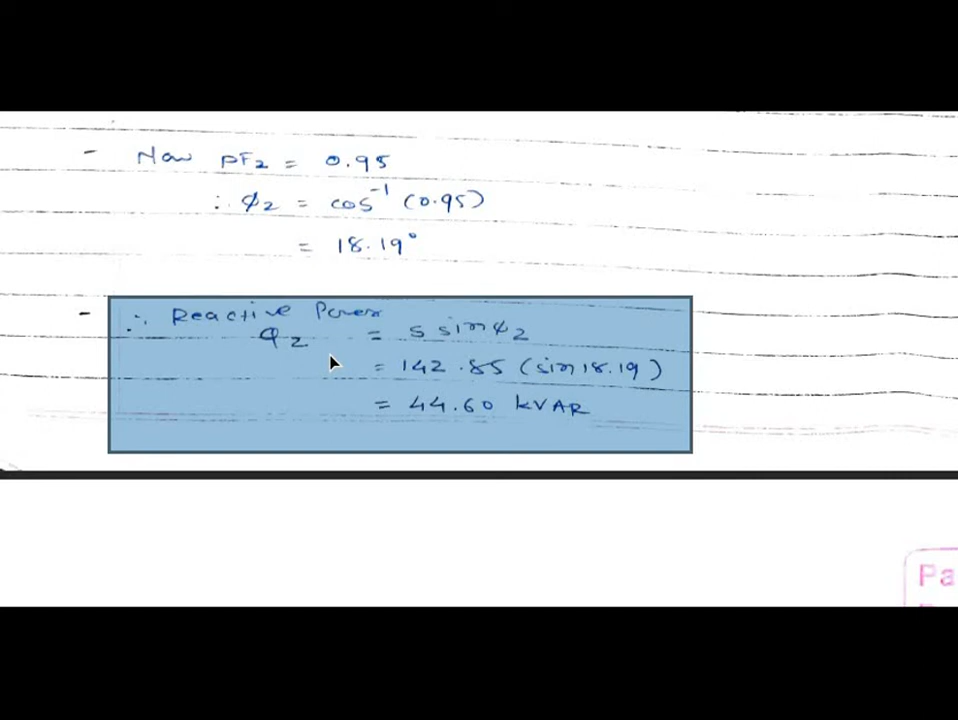 - Now PF2 = 0.95
∴ φ2 = cos⁻¹ (0.95)
= 18.19°
- ∴ Reactive Power
Q2 = S sin φ2
= 142.85 (sin 18.19)
= 44.60 kVAR
Pa